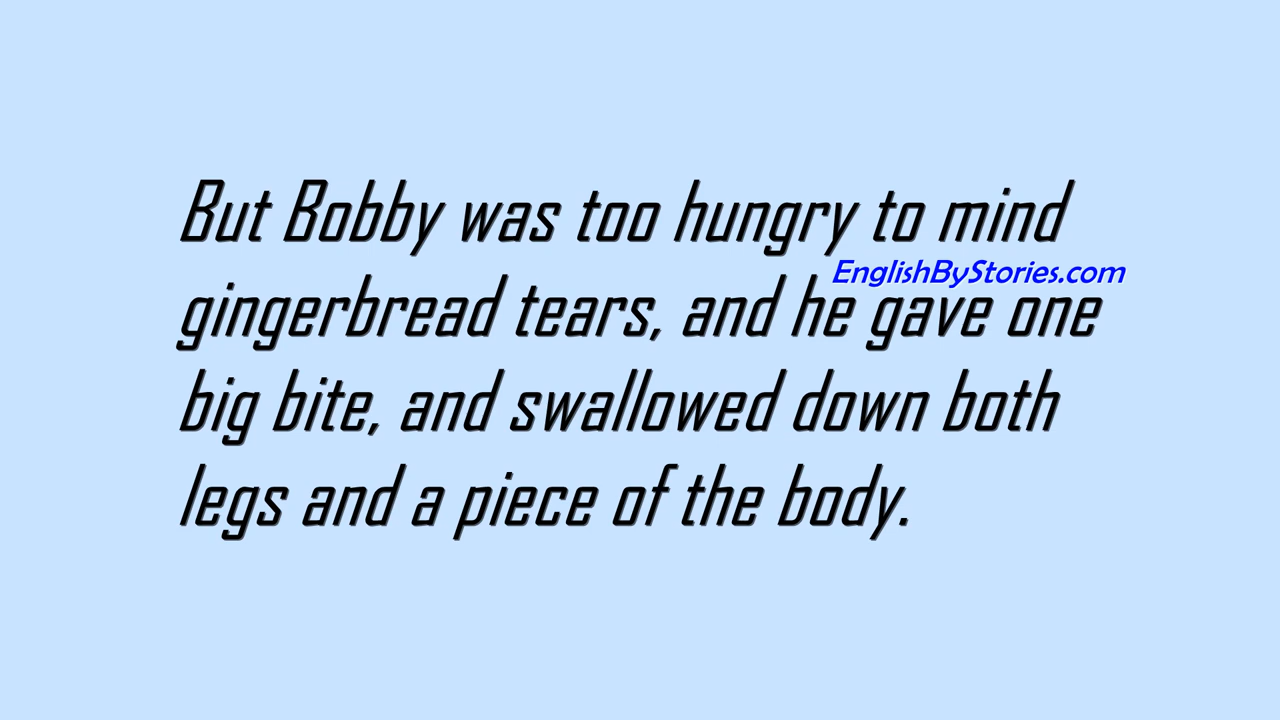 But Bobby was too hungry to mind
EnglishByStories.com
gingerbread tears, and he gave one
big bite, and swallowed down both
legs and a piece of the body.